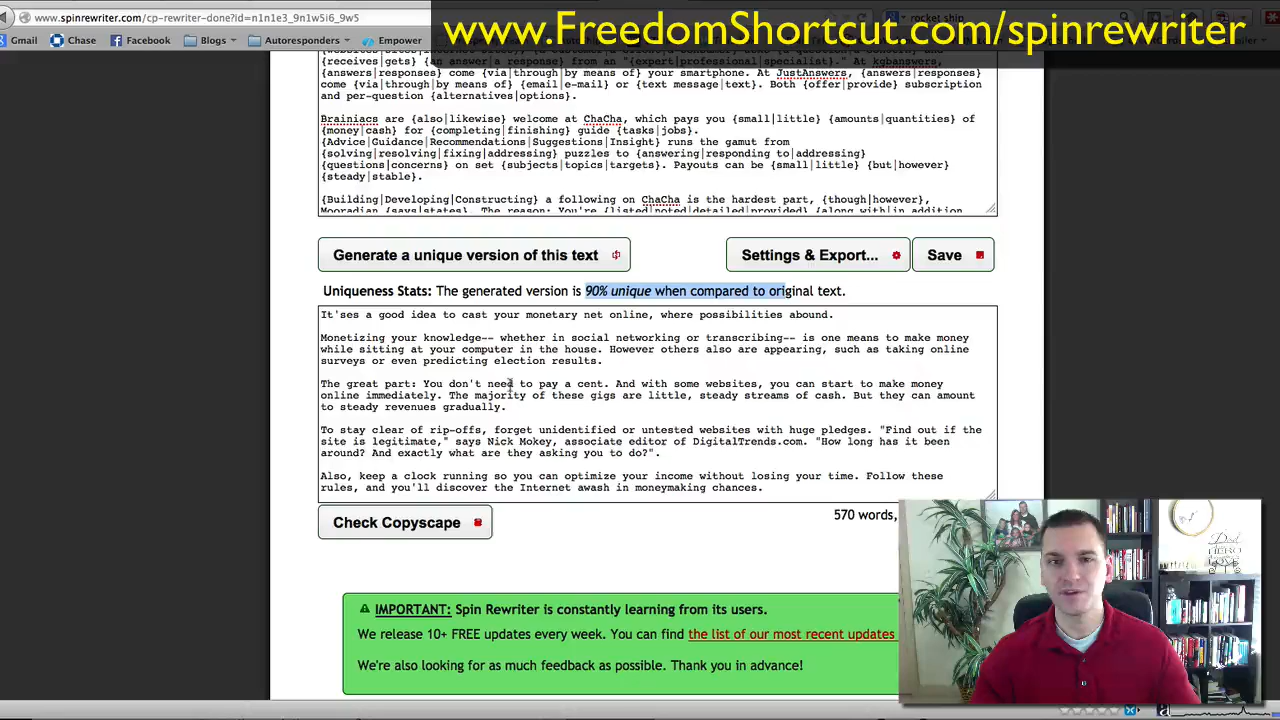 www.spinrewriter.com/cp-rewriter-done?id=n1n1e3_9n1w5i6_9w5
rocket ship
www.FreedomShortcut.com/spinrewriter
Gmail Chase Facebook Blogs Autoresponders Empower
{receives|gets} {an answer|a response} from an "{expert|professional|specialist}." At kgbanswers,
{answers|responses} come {via|through|by means of} your smartphone. At JustAnswers, {answers|responses}
come {via|through|by means of} {email|e-mail} or {text message|text}. Both {offer|provide} subscription
and per-question {alternatives|options}.
Brainiacs are {also|likewise} welcome at ChaCha, which pays you {small|little} {amounts|quantities} of
{money|cash} for {completing|finishing} guide {tasks|jobs}.
{Advice|Guidance|Recommendations|Suggestions|Insight} runs the gamut from
{solving|resolving|fixing|addressing} puzzles to {answering|responding to|addressing}
{questions|concerns} on set {subjects|topics|targets}. Payouts can be {small|little} {but|however}
{steady|stable}.
{Building|Developing|Constructing} a following on ChaCha is the hardest part, {though|however},
Mooradian {says|states}. The reason: You're {listed|noted|detailed|provided} {along with|in addition
Generate a unique version of this text
Settings & Export...
Save
Uniqueness Stats: The generated version is 90% unique when compared to original text.
It'ses a good idea to cast your monetary net online, where possibilities abound.
Monetizing your knowledge-- whether in social networking or transcribing-- is one means to make money
while sitting at your computer in the house. However others also are appearing, such as taking online
surveys or even predicting election results.
The great part: You don't need to pay a cent. And with some websites, you can start to make money
online immediately. The majority of these gigs are little, steady streams of cash. But they can amount
to steady revenues gradually.
To stay clear of rip-offs, forget unidentified or untested websites with huge pledges. "Find out if the
site is legitimate," says Nick Mokey, associate editor of DigitalTrends.com. "How long has it been
around? And exactly what are they asking you to do?".
Also, keep a clock running so you can optimize your income without losing your time. Follow these
rules, and you'll discover the Internet awash in moneymaking chances.
Check Copyscape
570 words,
IMPORTANT: Spin Rewriter is constantly learning from its users.
We release 10+ FREE updates every week. You can find the list of our most recent updates
We're also looking for as much feedback as possible. Thank you in advance!